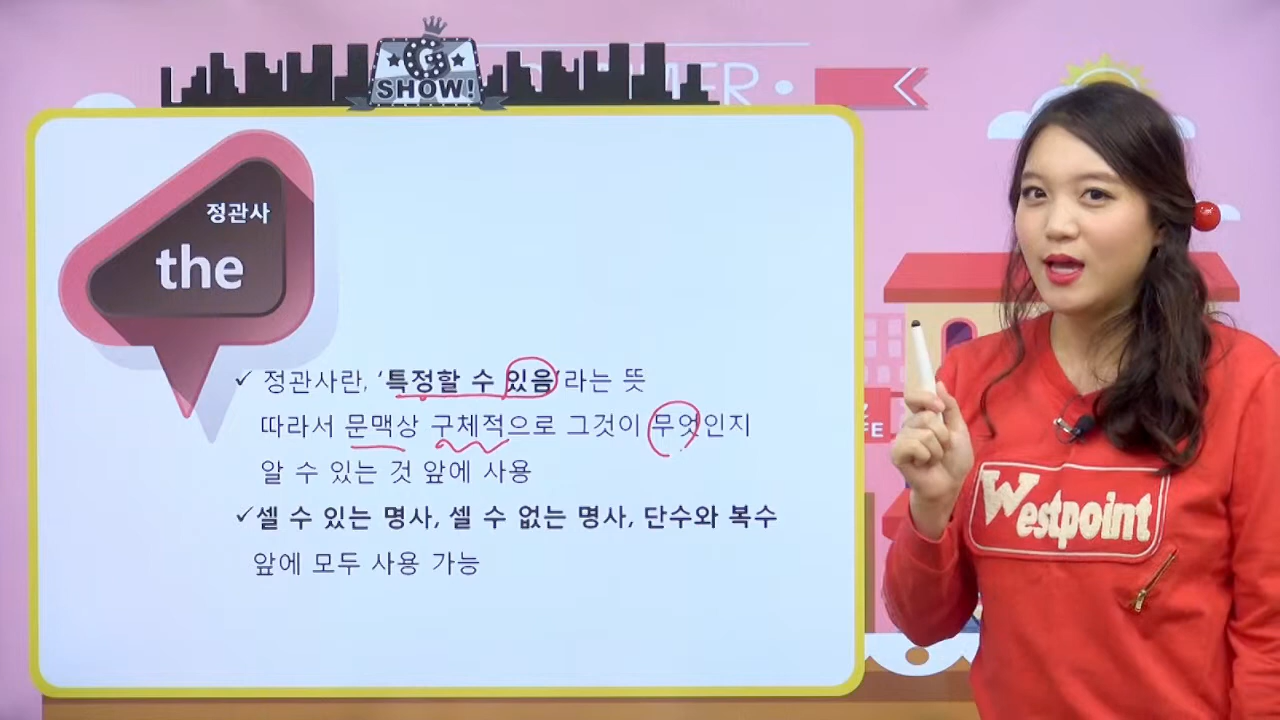 G
SHOW!
정관사
the
✓ 정관사란, ‘특정할 수 있음’라는 뜻
따라서 문맥상 구체적으로 그것이 무엇인지
알 수 있는 것 앞에 사용
✓셀 수 있는 명사, 셀 수 없는 명사, 단수와 복수
앞에 모두 사용 가능
Westpoint